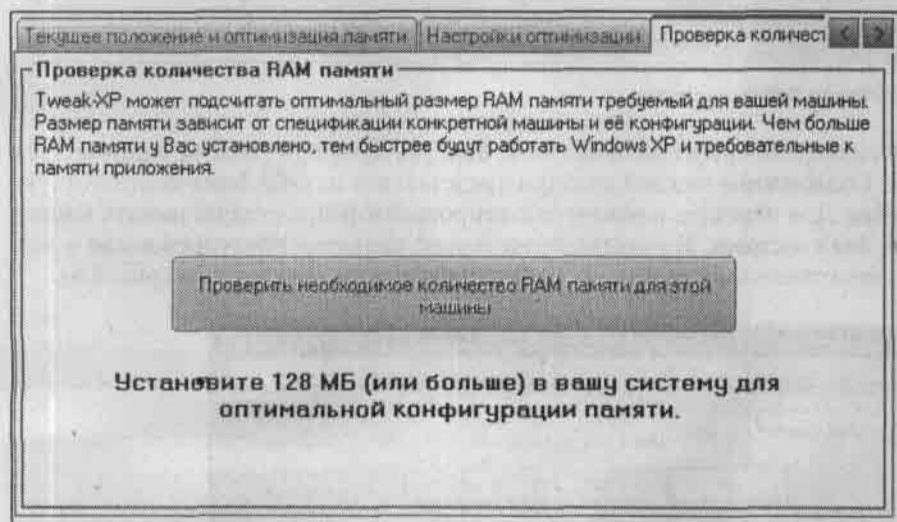 Текущее положение и оптимизация памяти Настройки оптимизации Проверка количест < >
Проверка количества RAM памяти
Tweak-XP может подсчитать оптимальный размер RAM памяти требуемый для вашей машины.
Размер памяти зависит от спецификации конкретной машины и её конфигурации. Чем больше
RAM памяти у Вас установлено, тем быстрее будут работать Windows XP и требовательные к
памяти приложения.
Проверить необходимое количество RAM памяти для этой
машины
Установите 128 МБ (или больше) в вашу систему для
оптимальной конфигурации памяти.